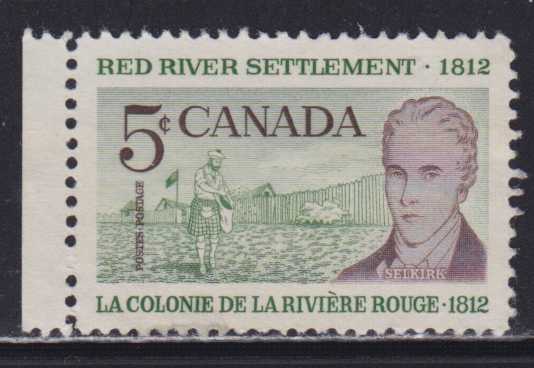 RED RIVER SETTLEMENT · 1812
5¢ CANADA
POSTES·POSTAGE
SELKIRK
LA COLONIE DE LA RIVIÈRE ROUGE·1812